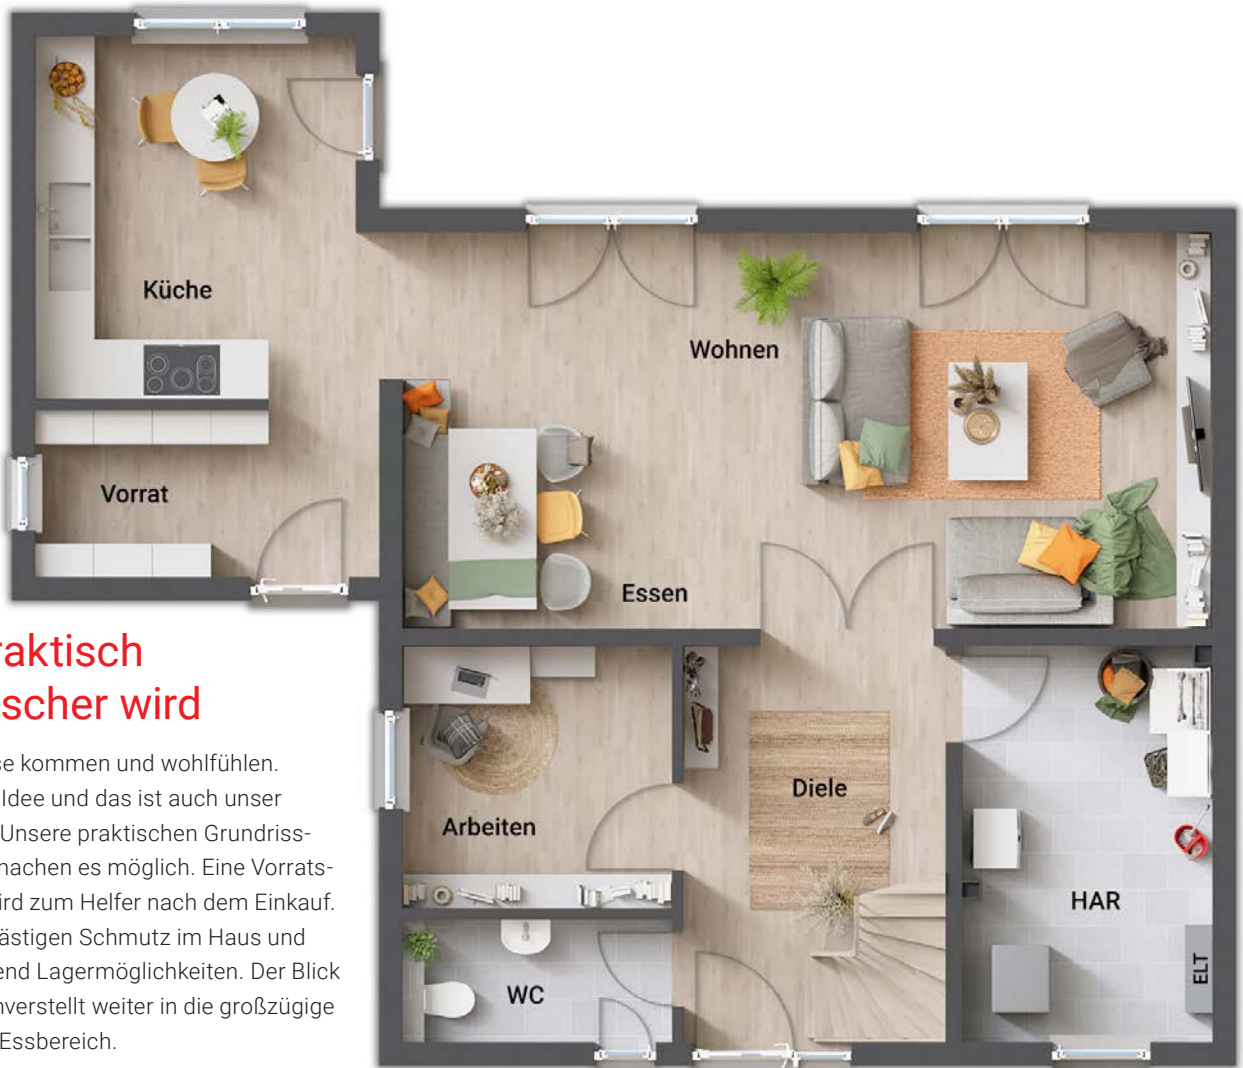 Küche
Wohnen
Vorrat
Essen
Diele
Arbeiten
HAR
ELT
WC
raktisch
scher wird
se kommen und wohlfühlen.
Idee und das ist auch unser
Unsere praktischen Grundriss-
nachen es möglich. Eine Vorrats-
ird zum Helfer nach dem Einkauf.
ästigen Schmutz im Haus und
end Lagermöglichkeiten. Der Blick
nverstellt weiter in die großzügige
Essbereich.